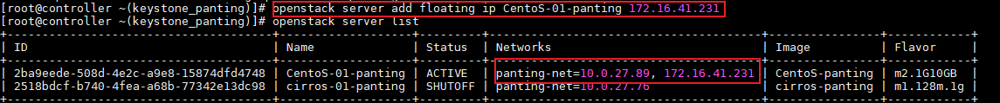 [root@controller ~(keystone_panting)]# openstack server add floating ip CentoS-01-panting 172.16.41.231
[root@controller ~(keystone_panting)]# openstack server list
+--------------------------------------+-------------------+---------+---------------------------------------+----------------+------------+
| ID | Name | Status | Networks | Image | Flavor |
+--------------------------------------+-------------------+---------+---------------------------------------+----------------+------------+
| 2ba9eede-508d-4e2c-a9e8-15874dfd4748 | CentoS-01-panting | ACTIVE | panting-net=10.0.27.89, 172.16.41.231 | CentoS-panting | m2.1G10GB |
| 2518bdcf-b740-4fea-a68b-77342e13dc98 | cirros-01-panting | SHUTOFF | panting-net=10.0.27.76 | cirros-panting | m1.128m.1g |
+--------------------------------------+-------------------+---------+---------------------------------------+----------------+------------+